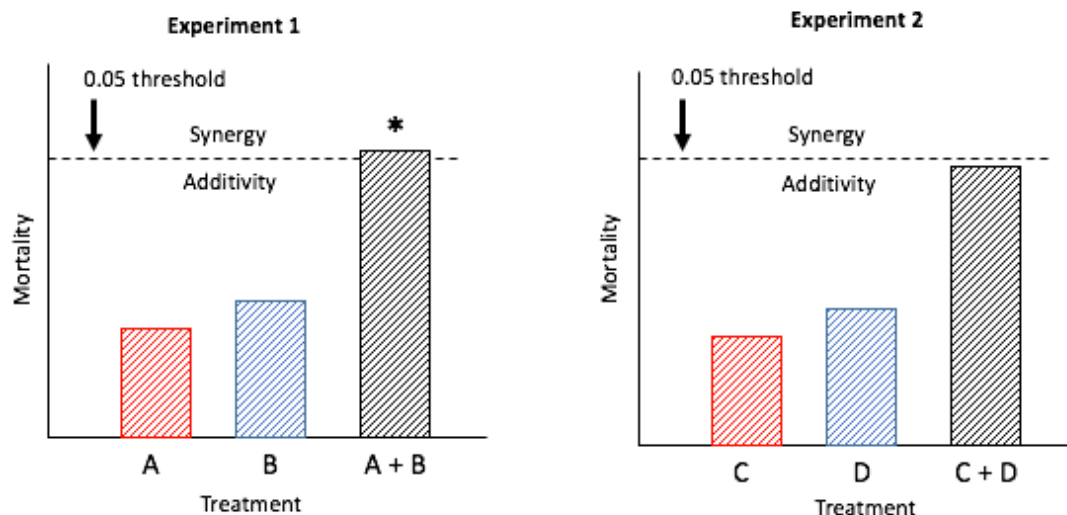 Experiment 1
0.05 threshold
*
Synergy
Additivity
Mortality
A
B
A + B
Treatment
Experiment 2
0.05 threshold
Synergy
Additivity
Mortality
C
D
C + D
Treatment